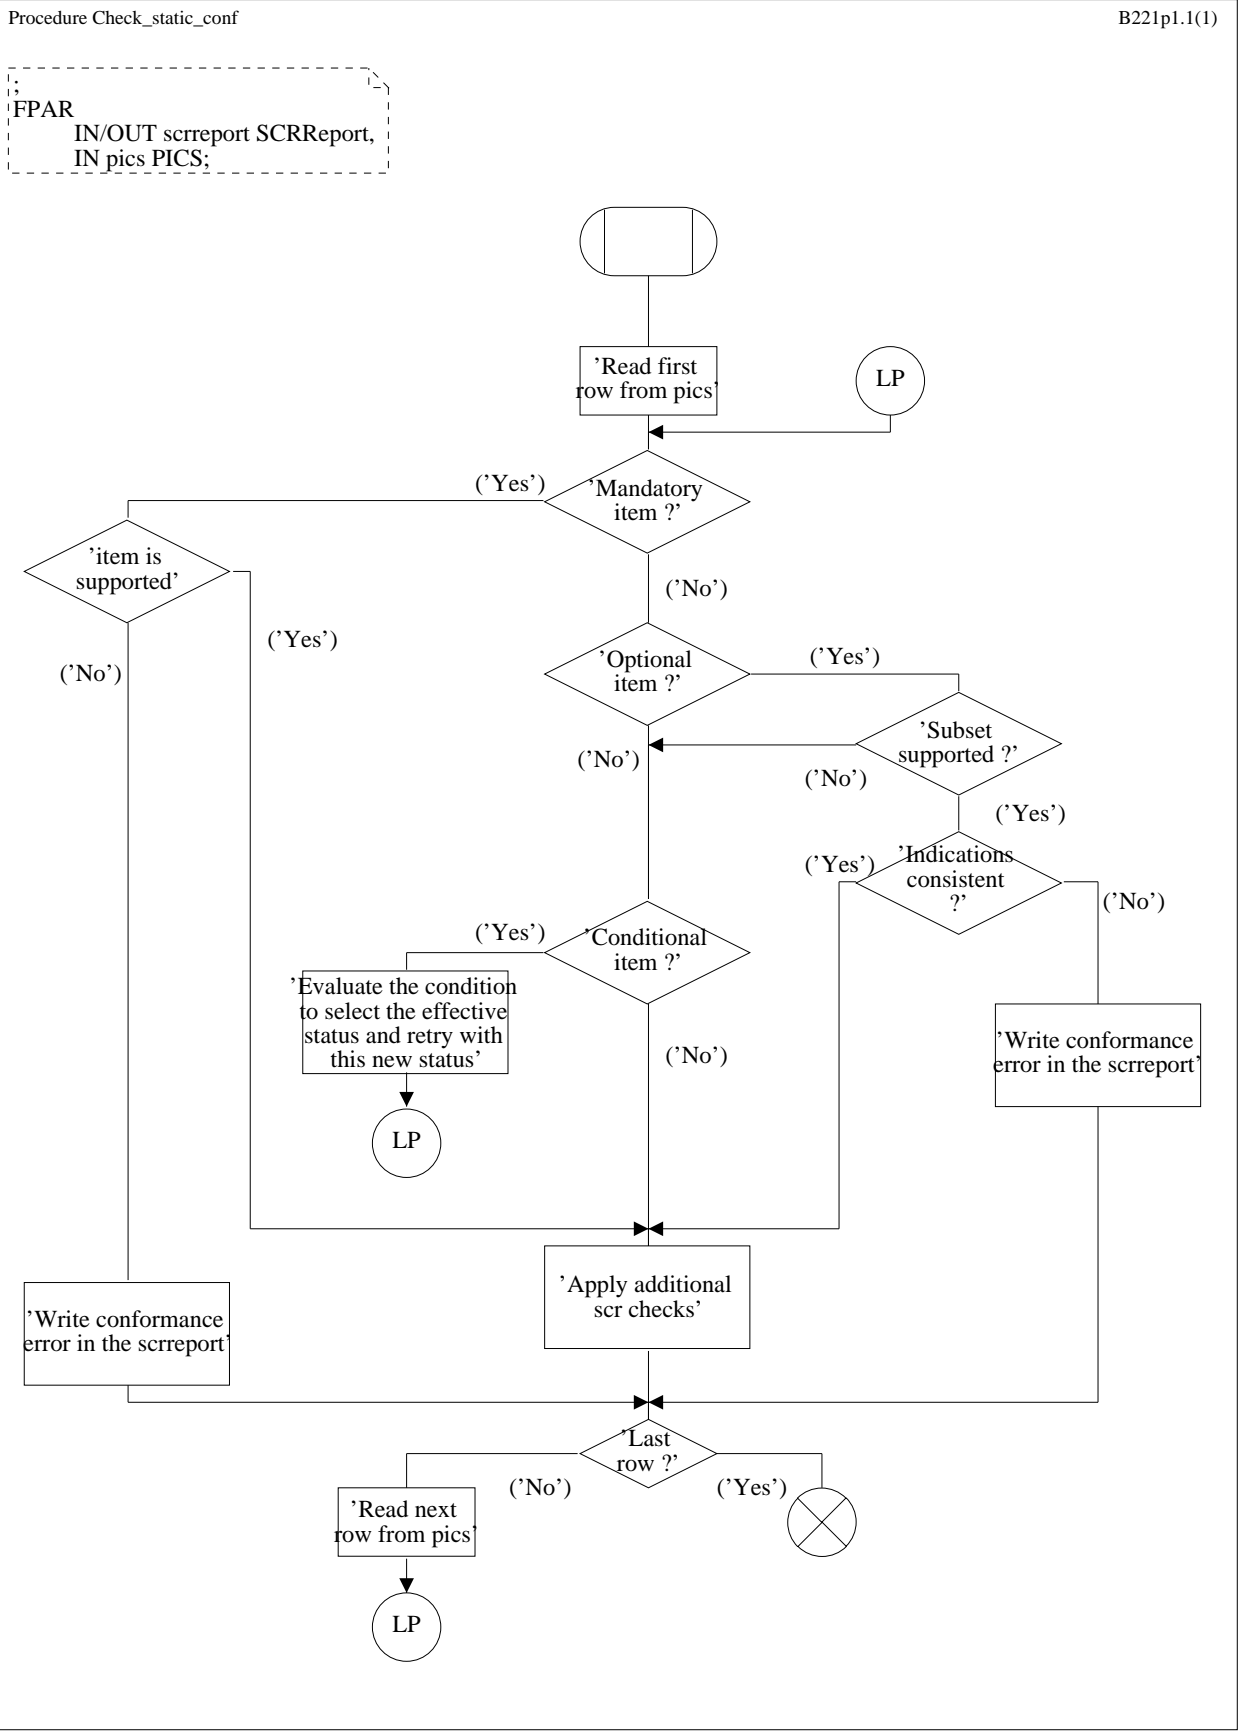 Procedure Check_static_conf
B221p1.1(1)
;
FPAR
IN/OUT scrreport SCRReport,
IN pics PICS;
’Read first
row from pics’
LP
(’Yes’)
’Mandatory
item ?’
’item is
supported’
(’No’)
(’Yes’)
(’No’)
’Optional
item ?’
(’Yes’)
’Subset
supported ?’
(’No’)
(’No’)
(’Yes’)
’Indications
consistent
?’
(’Yes’)
(’No’)
(’Yes’)
’Conditional
item ?’
’Evaluate the condition
to select the effective
status and retry with
this new status’
(’No’)
’Write conformance
error in the scrreport’
LP
’Apply additional
scr checks’
’Write conformance
error in the scrreport’
’Last
row ?’
(’No’)
(’Yes’)
’Read next
row from pics’
LP